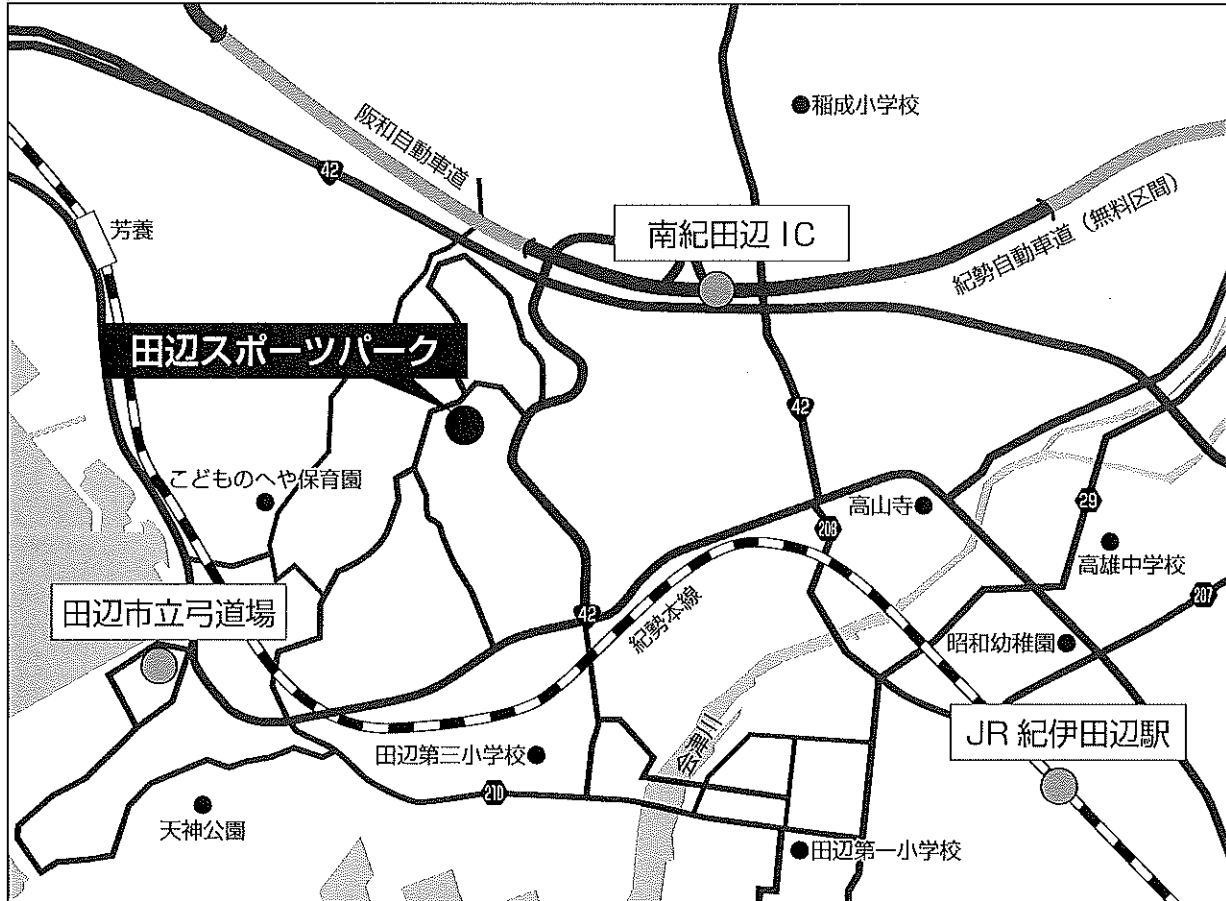 稲成小学校
阪和自動車道
42
芳養
南紀田辺IC
紀勢自動車道（無料区間）
田辺スポーツパーク
42
こどものへや保育園
高山寺
29
208
高雄中学校
田辺市立弓道場
42
紀勢本線
207
昭和幼稚園
JR紀伊田辺駅
田辺第三小学校
会津川
210
天神公園
田辺第一小学校